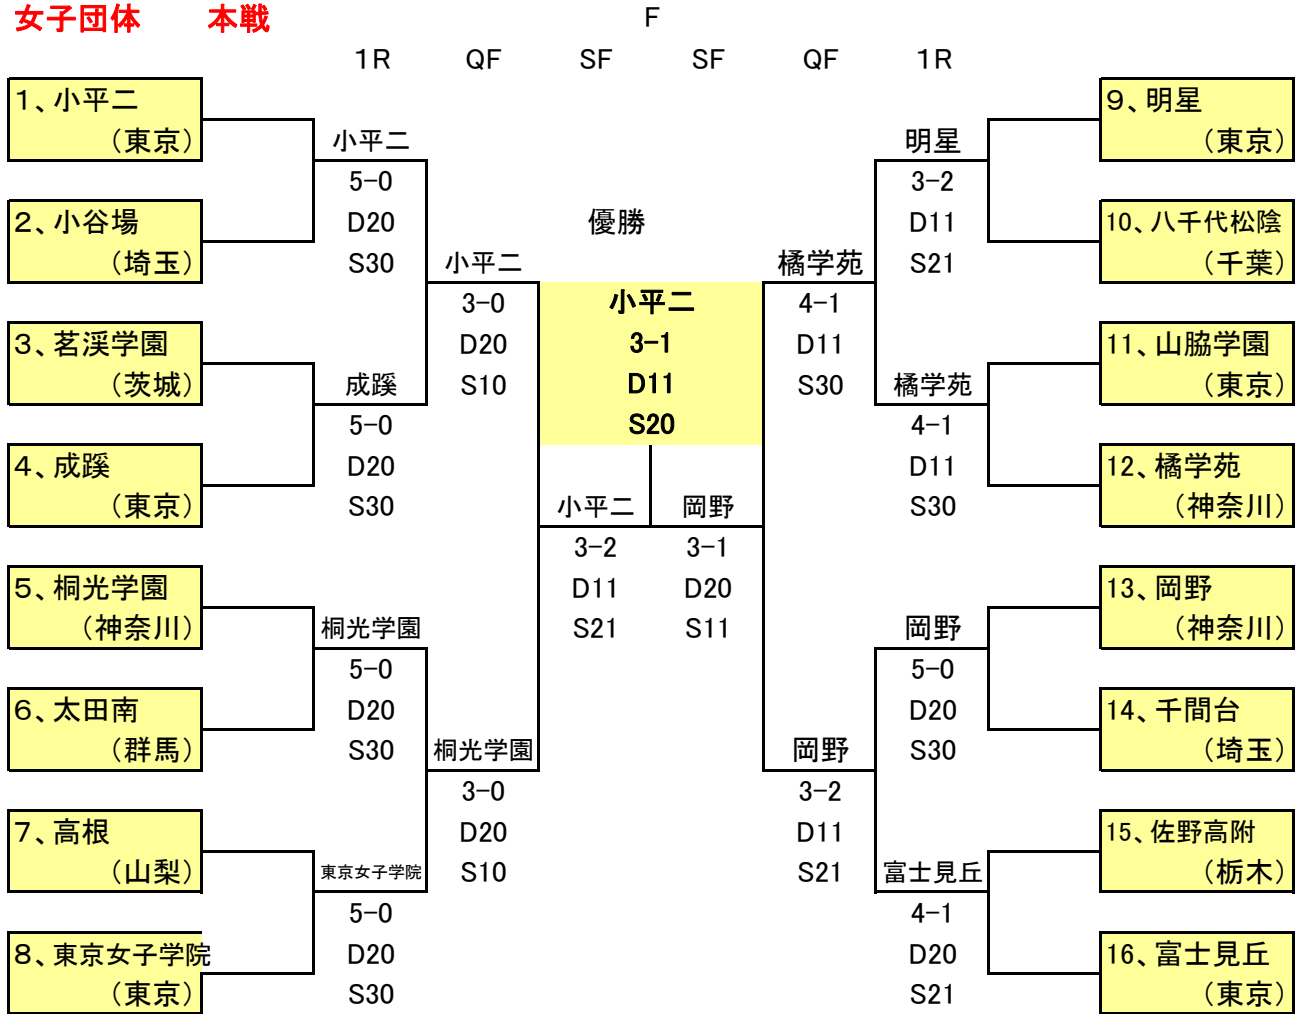 女子団体 本戦
F
1R QF SF SF QF 1R
1、小平二
（東京）
2、小谷場
（埼玉）
3、茗渓学園
（茨城）
4、成蹊
（東京）
5、桐光学園
（神奈川）
6、太田南
（群馬）
7、高根
（山梨）
8、東京女子学院
（東京）
小平二
5-0
D20
S30
成蹊
5-0
D20
S30
桐光学園
5-0
D20
S30
東京女子学院
5-0
D20
S30
小平二
3-0
D20
S10
桐光学園
3-0
D20
S10
優勝
小平二
3-1
D11
S20
小平二
3-2
D11
S21
岡野
3-1
D20
S11
橘学苑
4-1
D11
S30
岡野
3-2
D11
S21
明星
3-2
D11
S21
橘学苑
4-1
D11
S30
岡野
5-0
D20
S30
富士見丘
4-1
D20
S21
9、明星
（東京）
10、八千代松陰
（千葉）
11、山脇学園
（東京）
12、橘学苑
（神奈川）
13、岡野
（神奈川）
14、千間台
（埼玉）
15、佐野高附
（栃木）
16、富士見丘
（東京）